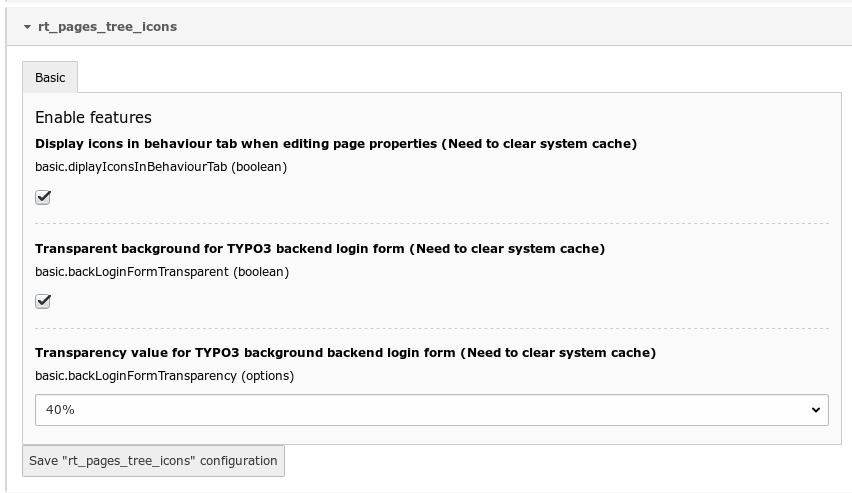 rt_pages_tree_icons
Basic
Enable features
Display icons in behaviour tab when editing page properties (Need to clear system cache)
basic.diplayIconsInBehaviourTab (boolean)
Transparent background for TYPO3 backend login form (Need to clear system cache)
basic.backLoginFormTransparent (boolean)
Transparency value for TYPO3 background backend login form (Need to clear system cache)
basic.backLoginFormTransparency (options)
40%
Save "rt_pages_tree_icons" configuration